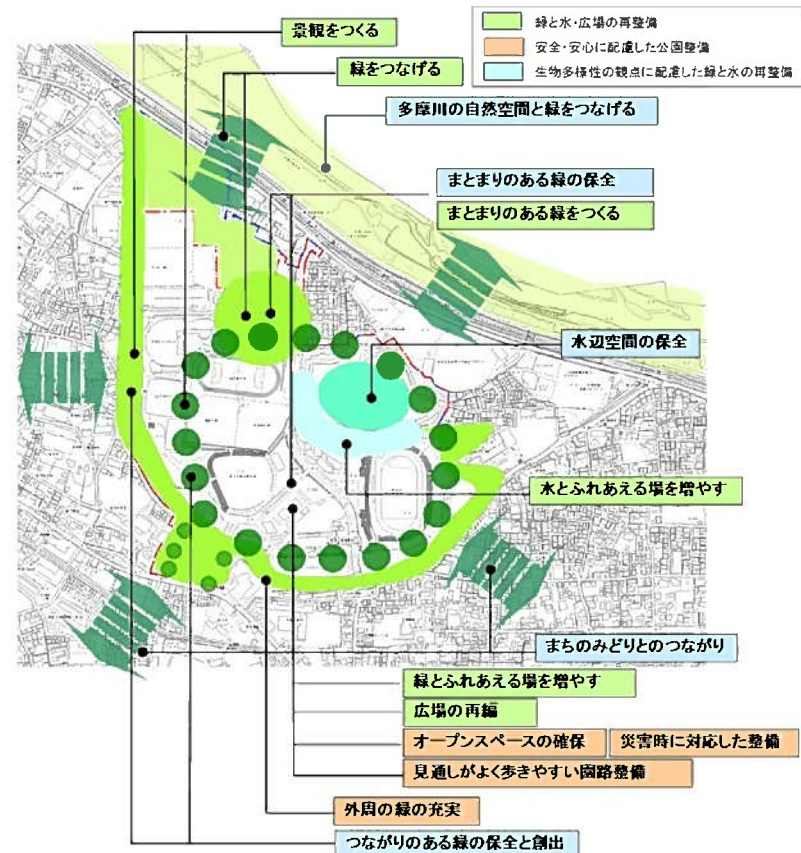 緑と水・広場の再整備
安全・安心に配慮した公園整備
生物多様性の観点に配慮した緑と水の再整備
景観をつくる
緑をつなげる
多摩川の自然空間と緑をつなげる
まとまりのある緑の保全
まとまりのある緑をつくる
水辺空間の保全
水とふれあえる場を増やす
まちのみどりとのつながり
緑とふれあえる場を増やす
広場の再編
オープンスペースの確保 災害時に対応した整備
見通しがよく歩きやすい園路整備
外周の緑の充実
つながりのある緑の保全と創出